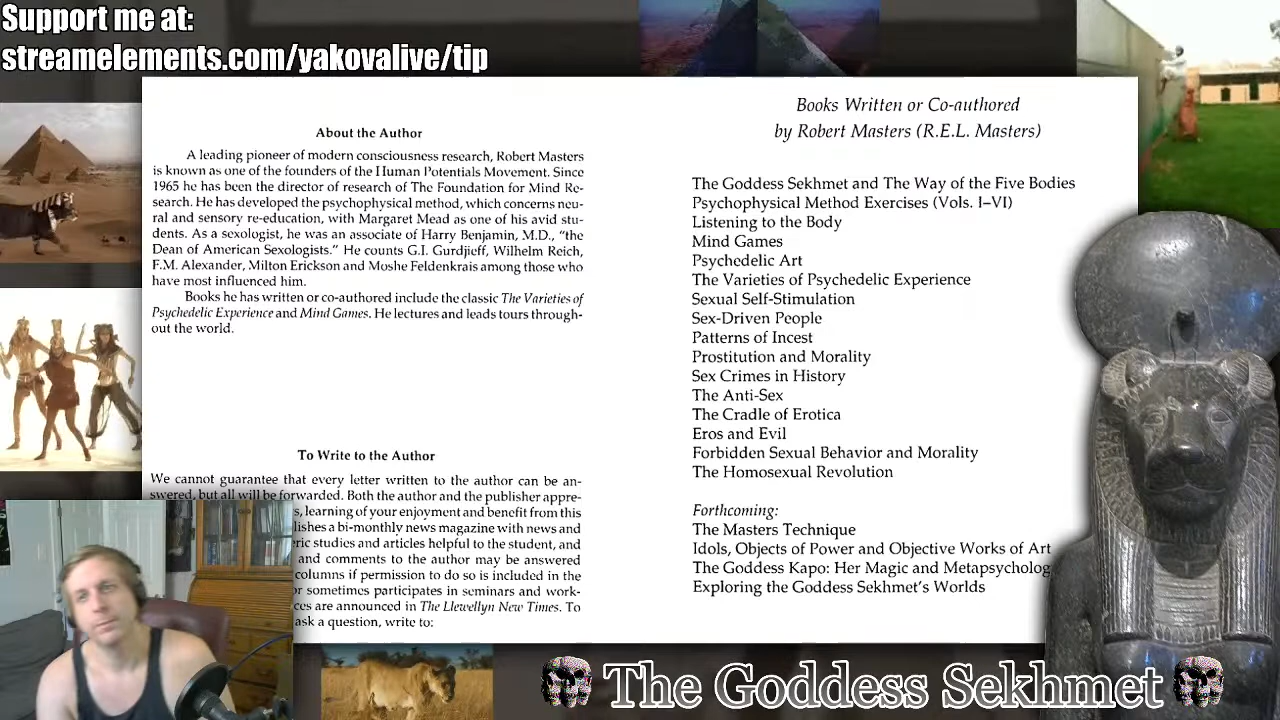 Support me at:
streamelements.com/yakovalive/tip
About the Author
A leading pioneer of modern consciousness research, Robert Masters
is known as one of the founders of the Human Potentials Movement. Since
1965 he has been the director of research of The Foundation for Mind Re-
search. He has developed the psychophysical method, which concerns neu-
ral and sensory re-education, with Margaret Mead as one of his avid stu-
dents. As a sexologist, he was an associate of Harry Benjamin, M.D., "the
Dean of American Sexologists." He counts G.I. Gurdjieff, Wilhelm Reich,
F.M. Alexander, Milton Erickson and Moshe Feldenkrais among those who
have most influenced him.
Books he has written or co-authored include the classic The Varieties of
Psychedelic Experience and Mind Games. He lectures and leads tours through-
out the world.
To Write to the Author
We cannot guarantee that every letter written to the author can be an-
swered, but all will be forwarded. Both the author and the publisher appre-
s, learning of your enjoyment and benefit from this
lishes a bi-monthly news magazine with news and
eric studies and articles helpful to the student, and
and comments to the author may be answered
columns if permission to do so is included in the
or sometimes participates in seminars and work-
ces are announced in The Llewellyn New Times. To
ask a question, write to:
Books Written or Co-authored
by Robert Masters (R.E.L. Masters)
The Goddess Sekhmet and The Way of the Five Bodies
Psychophysical Method Exercises (Vols. I–VI)
Listening to the Body
Mind Games
Psychedelic Art
The Varieties of Psychedelic Experience
Sexual Self-Stimulation
Sex-Driven People
Patterns of Incest
Prostitution and Morality
Sex Crimes in History
The Anti-Sex
The Cradle of Erotica
Eros and Evil
Forbidden Sexual Behavior and Morality
The Homosexual Revolution
Forthcoming:
The Masters Technique
Idols, Objects of Power and Objective Works of Art
The Goddess Kapo: Her Magic and Metapsycholog
Exploring the Goddess Sekhmet's Worlds
The Goddess Sekhmet